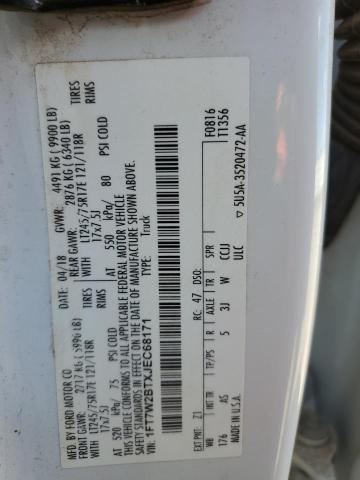 MFD. BY FORD MOTOR CO.
DATE: 04/18 GVWR: 4491 KG ( 9900 LB)
FRONT GAWR: 2717 KG ( 5990 LB) REAR GAWR: 2876 KG ( 6340 LB)
LT245/75R17E 121/118R WITH LT245/75R17E 121/118R TIRES
17x7.5J WITH 17x7.5J RIMS
AT 520 kPa/ 75 PSI COLD AT 550 kPa/ 80 PSI COLD
THIS VEHICLE CONFORMS TO ALL APPLICABLE FEDERAL MOTOR VEHICLE
SAFETY STANDARDS IN EFFECT ON THE DATE OF MANUFACTURE SHOWN ABOVE.
VIN: 1FT7W2BTXJEC68171
TYPE: Truck
F0816
T1356
EXT PNT: Z1 RC: 47 DSO:
WB TP/PS R AXLE TR SPR
176 AS 5 3J W CCJJ
MADE IN U.S.A. ULC
▽ 5U5A-3520472-AA